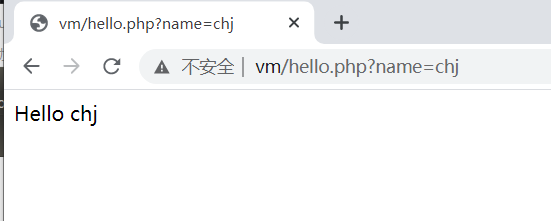 vm/hello.php?name=chj
不安全 | vm/hello.php?name=chj
Hello chj